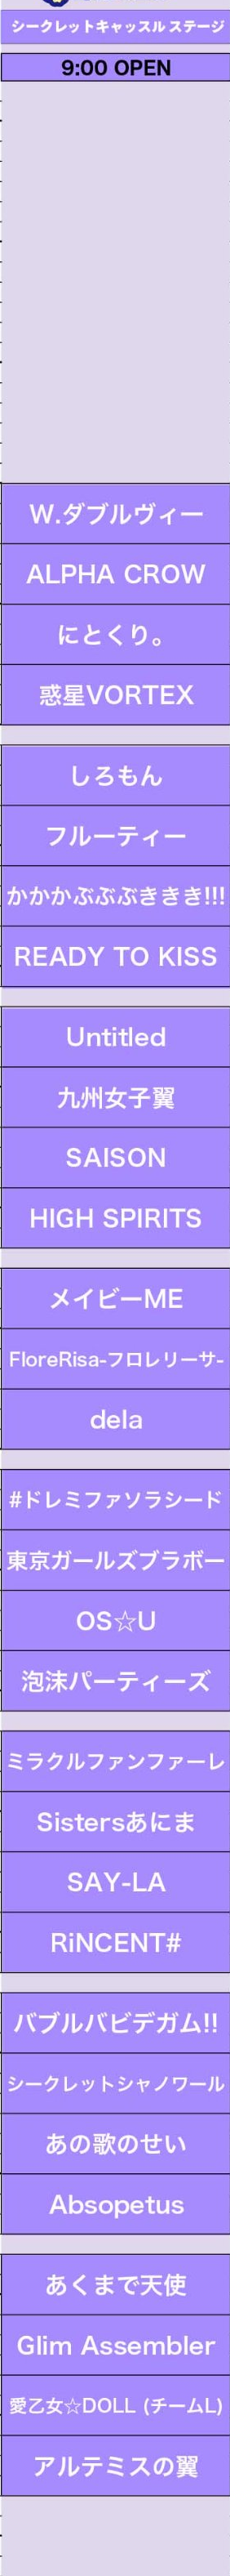 シークレットキャッスル ステージ
9:00 OPEN
W.ダブルヴィー
ALPHA CROW
にとくり。
惑星VORTEX
しろもん
フルーティー
かかかぶぶぶききき!!!
READY TO KISS
Untitled
九州女子翼
SAISON
HIGH SPIRITS
メイビーME
FloreRisa-フロレリーサ-
dela
#ドレミファソラシード
東京ガールズブラボー
OS☆U
泡沫パーティーズ
ミラクルファンファーレ
Sistersあにま
SAY-LA
RiNCENT#
バブルバビデガム!!
シークレットシャノワール
あの歌のせい
Absopetus
あくまで天使
Glim Assembler
愛乙女☆DOLL (チームL)
アルテミスの翼